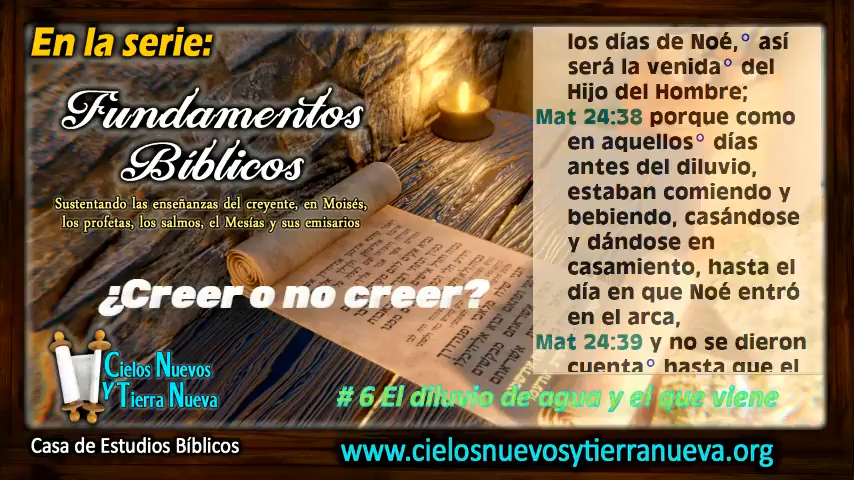 En la serie:
Fundamentos
Bíblicos
Sustentando las enseñanzas del creyente, en Moisés,
los profetas, los salmos, el Mesías y sus emisarios
¿Creer o no creer?
Cielos Nuevos
Y Tierra Nueva
# 6 El diluvio de agua y el que viene
Casa de Estudios Bíblicos
www.cielosnuevosytierranueva.org
los días de Noé,° así
será la venida° del
Hijo del Hombre;
Mat 24:38 porque como
en aquellos° días
antes del diluvio,
estaban comiendo y
bebiendo, casándose
y dándose en
casamiento, hasta el
día en que Noé entró
en el arca,
Mat 24:39 y no se dieron
cuenta° hasta que el